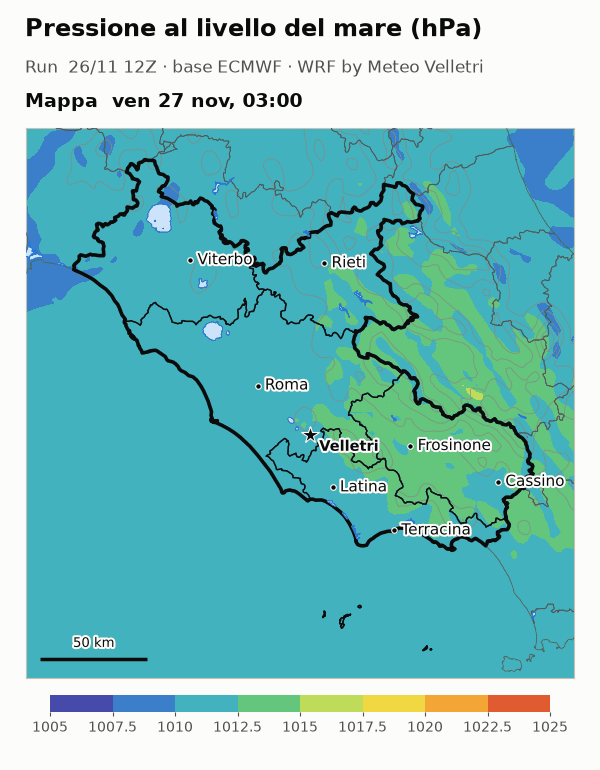 Pressione al livello del mare (hPa)
Run  26/11 12Z · base ECMWF · WRF by Meteo Velletri
Mappa  ven 27 nov, 03:00
Viterbo
Rieti
Roma
Velletri
Frosinone
Cassino
Latina
Terracina
50 km
1005 1007.5 1010 1012.5 1015 1017.5 1020 1022.5 1025